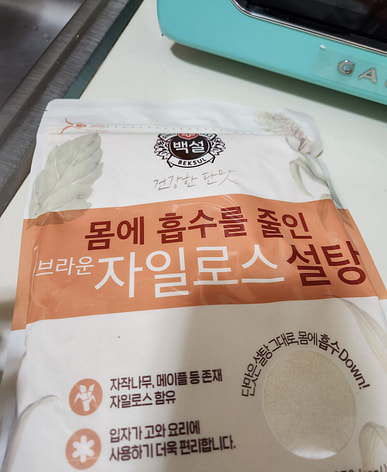 백설
BEKSUL
건강한 단맛
몸에 흡수를 줄인
브라운 자일로스 설탕
단맛은 설탕 그대로, 몸에 흡수 Down!
자작나무, 메이플 등 존재
자일로스 함유
입자가 고와 요리에
사용하기 더욱 편리합니다.
GA